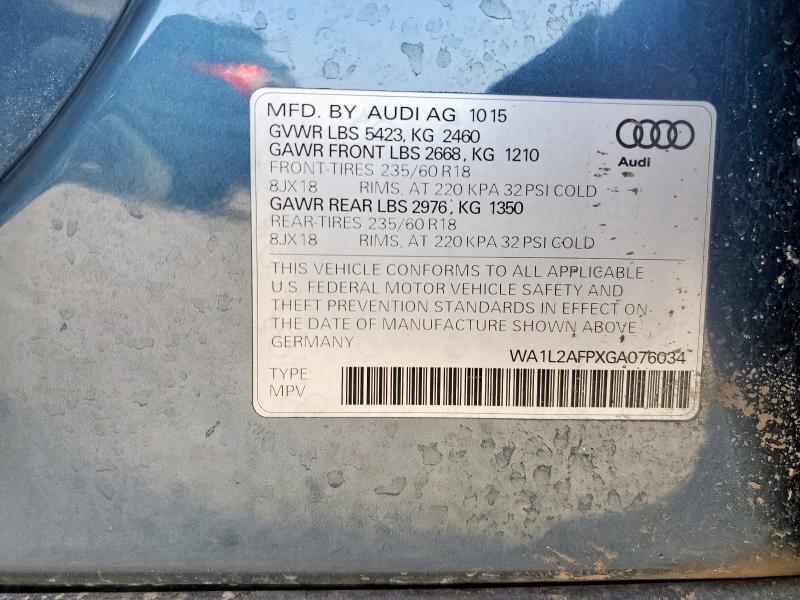 MFD. BY AUDI AG 10 15
GVWR LBS 5423, KG 2460
GAWR FRONT LBS 2668, KG 1210
FRONT-TIRES 235/60 R18
8JX18 RIMS, AT 220 KPA 32 PSI COLD
GAWR REAR LBS 2976, KG 1350
REAR-TIRES 235/60 R18
8JX18 RIMS, AT 220 KPA 32 PSI COLD
Audi
THIS VEHICLE CONFORMS TO ALL APPLICABLE
U.S. FEDERAL MOTOR VEHICLE SAFETY AND
THEFT PREVENTION STANDARDS IN EFFECT ON
THE DATE OF MANUFACTURE SHOWN ABOVE
GERMANY
WA1L2AFPXGA076034
TYPE:
MPV